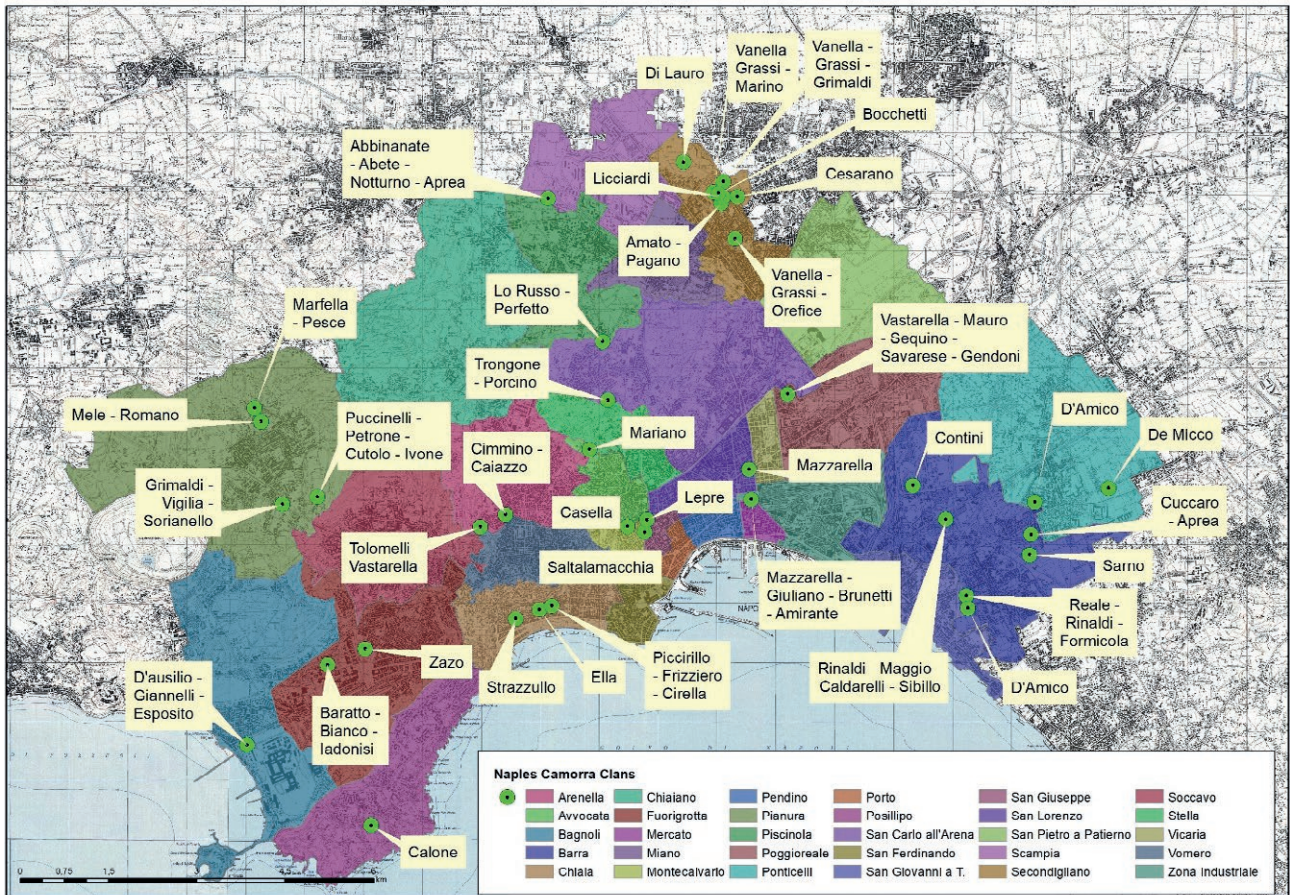 Vanella
Grassi -
Marino
Vanella -
Grassi -
Grimaldi
Di Lauro
Bocchetti
Abbinanate
- Abete -
Notturno - Aprea
Licciardi
Cesarano
Amato -
Pagano
Vanella -
Grassi -
Orefice
Lo Russo -
Perfetto
Marfella
- Pesce
Vastarella - Mauro
- Sequino -
Savarese - Gendoni
Trongone
- Porcino
Mele - Romano
Puccinelli -
Petrone -
Cutolo - Ivone
D'Amico
Cimmino -
Caiazzo
Mariano
Contini
De Micco
Mazzarella
Grimaldi -
Vigilia -
Sorianello
Casella
Lepre
Cuccaro
- Aprea
Tolomelli
Vastarella
Saltalamacchia
Sarno
Mazzarella -
Giuliano - Brunetti
- Amirante
NÀPOLI
Reale -
Rinaldi -
Formicola
Zazo
Piccirillo
- Frizziero
- Cirella
Rinaldi Maggio
Caldarelli - Sibillo
D'ausilio -
Giannelli -
Esposito
Strazzullo
Ella
D'Amico
Baratto -
Bianco -
Iadonisi
Calone
Naples Camorra Clans
Arenella
Avvocata
Bagnoli
Barra
Chiaia
Chiaiano
Fuorigrotta
Mercato
Miano
Montecalvario
Pendino
Pianura
Piscinola
Poggioreale
Ponticelli
Porto
Posillipo
San Carlo all'Arena
San Ferdinando
San Giovanni a T.
San Giuseppe
San Lorenzo
San Pietro a Patierno
Scampia
Secondigliano
Soccavo
Stella
Vicaria
Vomero
Zona Industriale
0 0,75 1,5 3 4,5 6
km